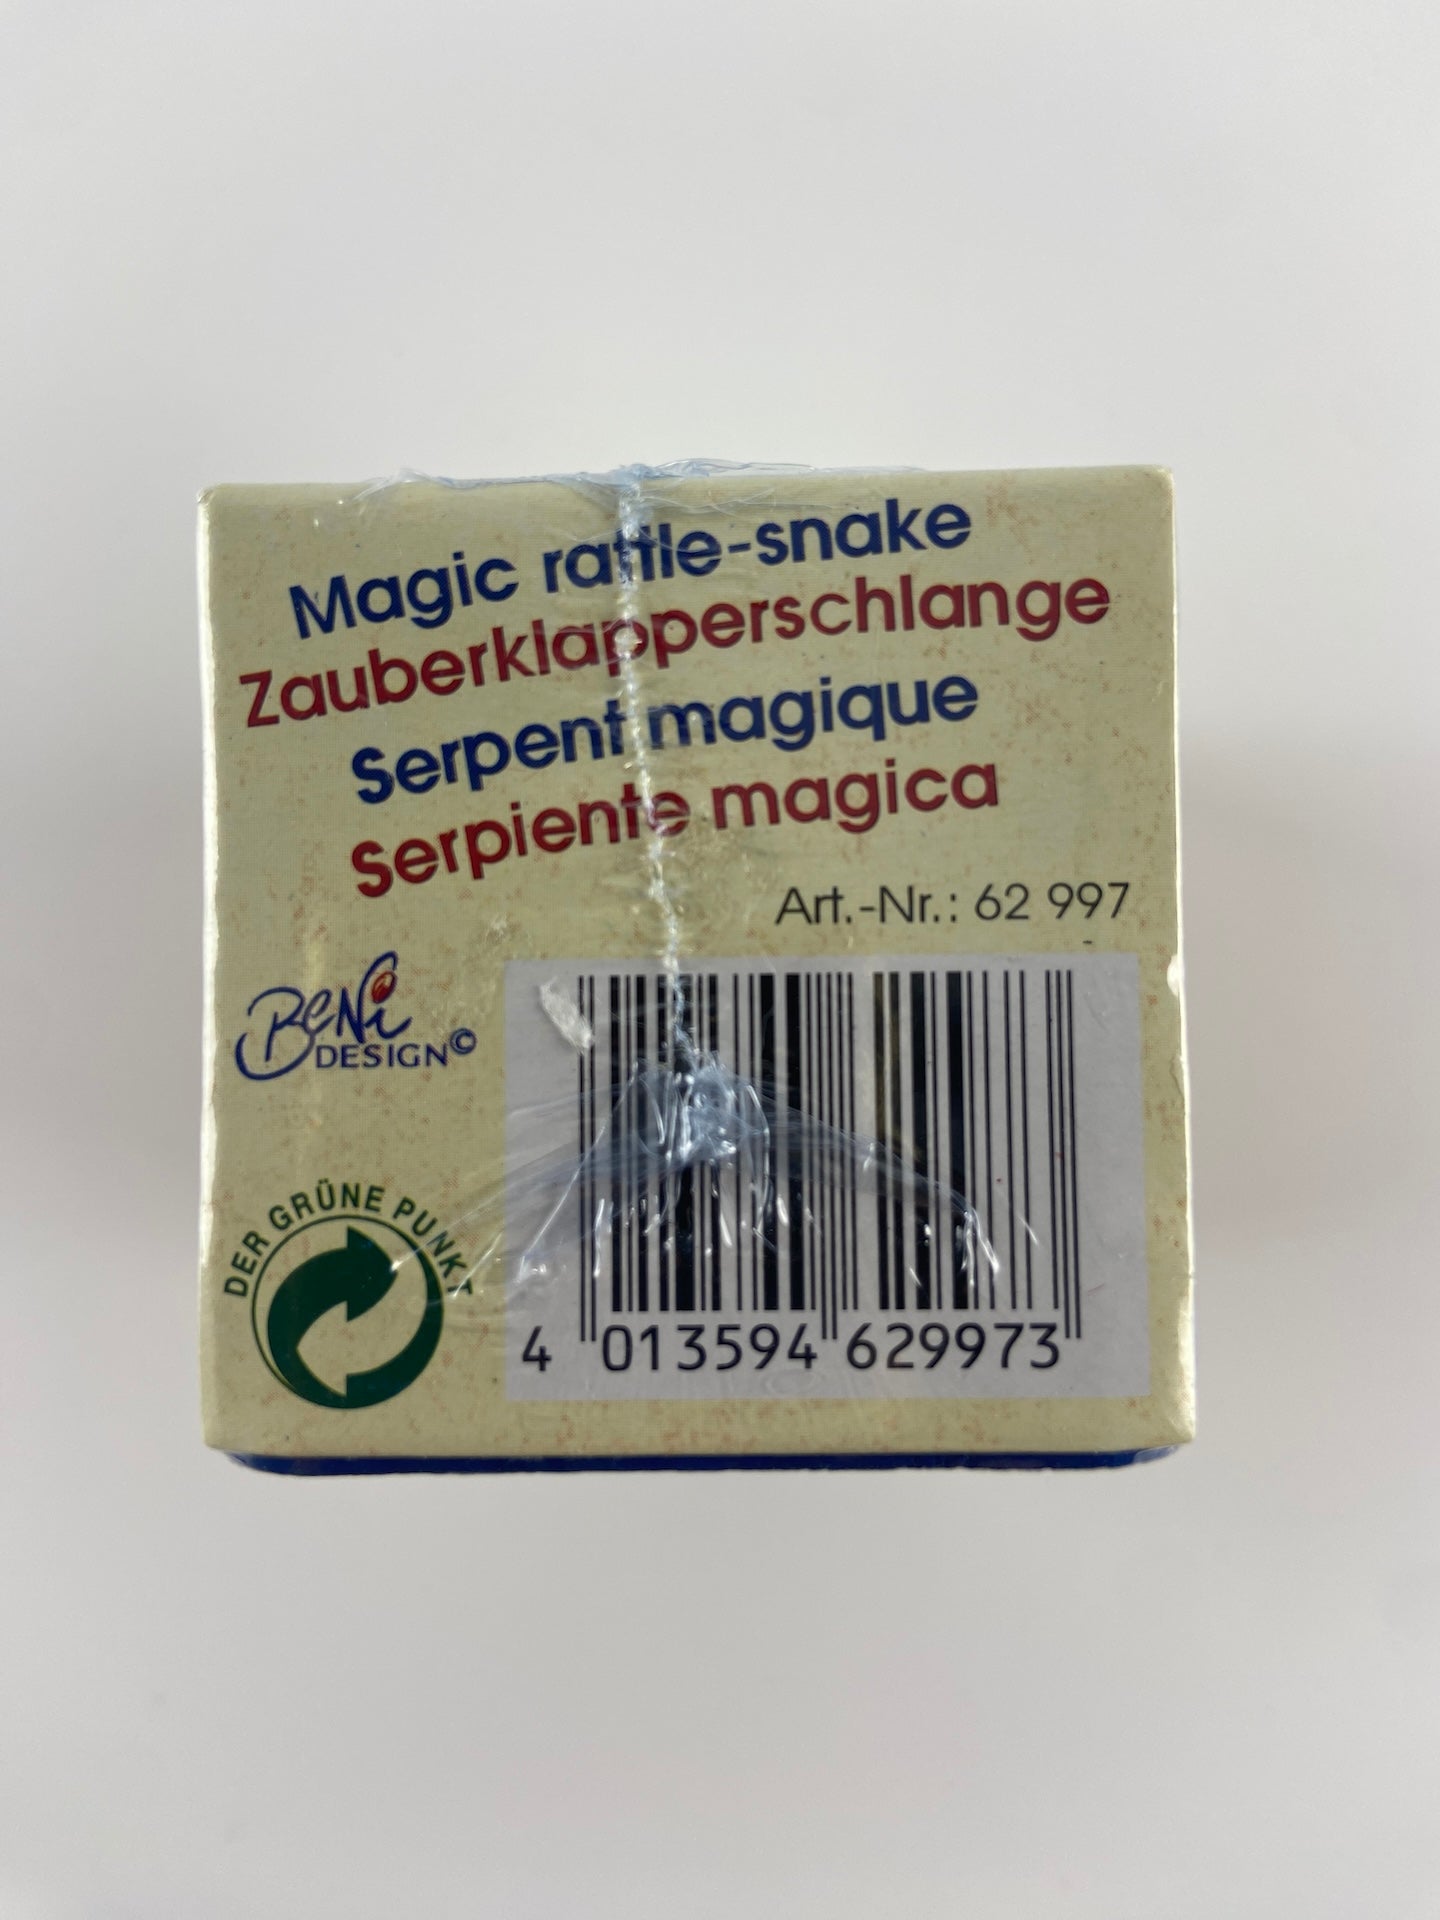 Magic rattle-snake
Zauberklapperschlange
Serpent magique
Serpiente magica
Art.-Nr.: 62 997
BeNi
DESIGN©
DER GRÜNE PUNKT
4 013594 629973